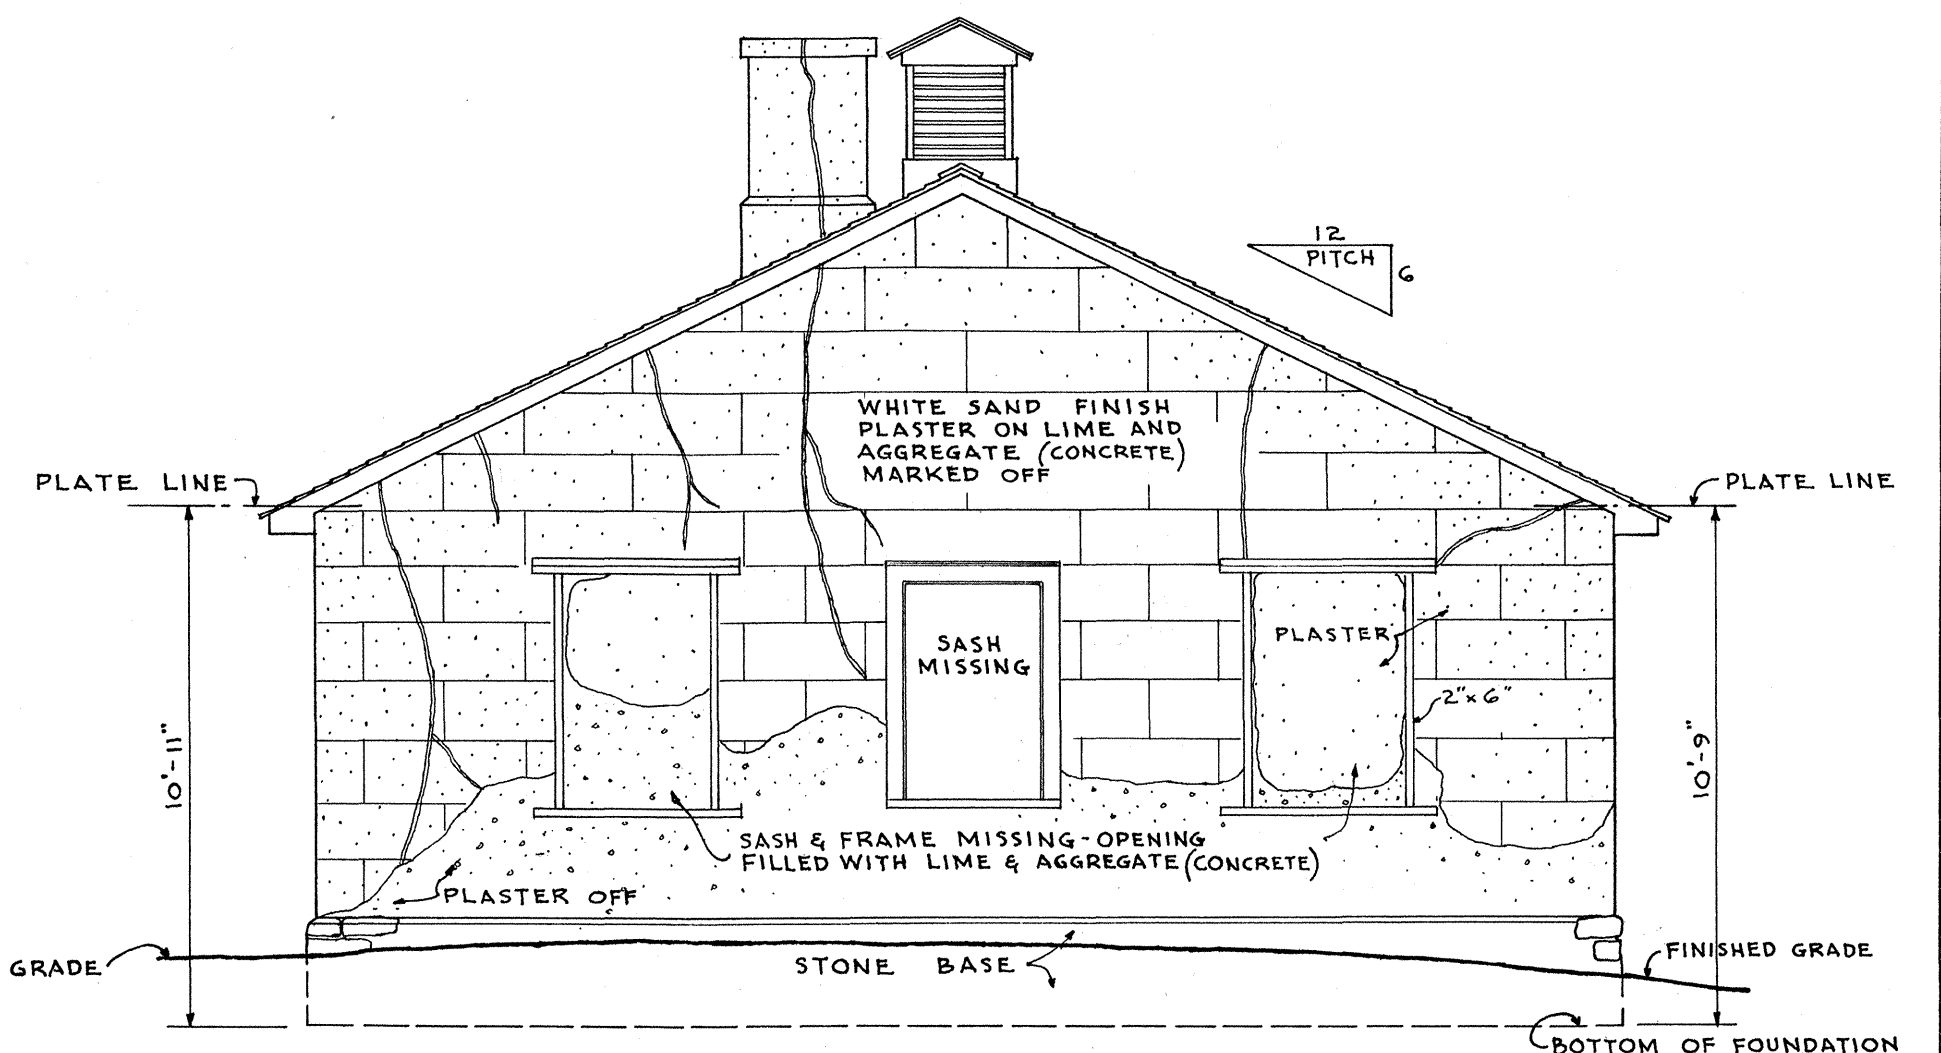 12
PITCH
6
WHITE SAND FINISH
PLASTER ON LIME AND
AGGREGATE (CONCRETE)
MARKED OFF
PLATE LINE
PLATE LINE
SASH
MISSING
PLASTER
2"x6"
10'-11"
10'-9"
SASH & FRAME MISSING-OPENING
FILLED WITH LIME & AGGREGATE (CONCRETE)
PLASTER OFF
GRADE
STONE BASE
FINISHED GRADE
BOTTOM OF FOUNDATION